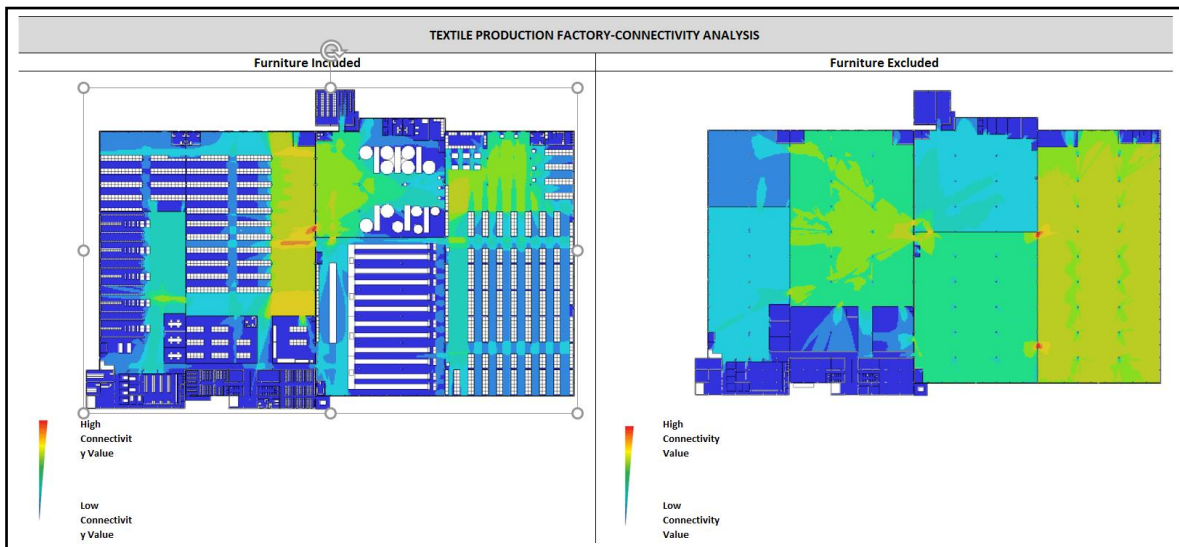 TEXTILE PRODUCTION FACTORY-CONNECTIVITY ANALYSIS
Furniture Included
Furniture Excluded
High
Connectivit
y Value
Low
Connectivit
y Value
High
Connectivity
Value
Low
Connectivity
Value